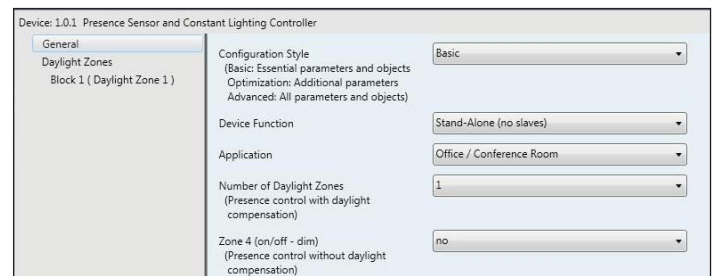 Device: 1.0.1 Presence Sensor and Constant Lighting Controller
General
Daylight Zones
Block 1 ( Daylight Zone 1 )
Configuration Style
(Basic: Essential parameters and objects
Optimization: Additional parameters
Advanced: All parameters and objects)
Basic
Device Function
Stand-Alone (no slaves)
Application
Office / Conference Room
Number of Daylight Zones
(Presence control with daylight
compensation)
1
Zone 4 (on/off - dim)
(Presence control without daylight
compensation)
no